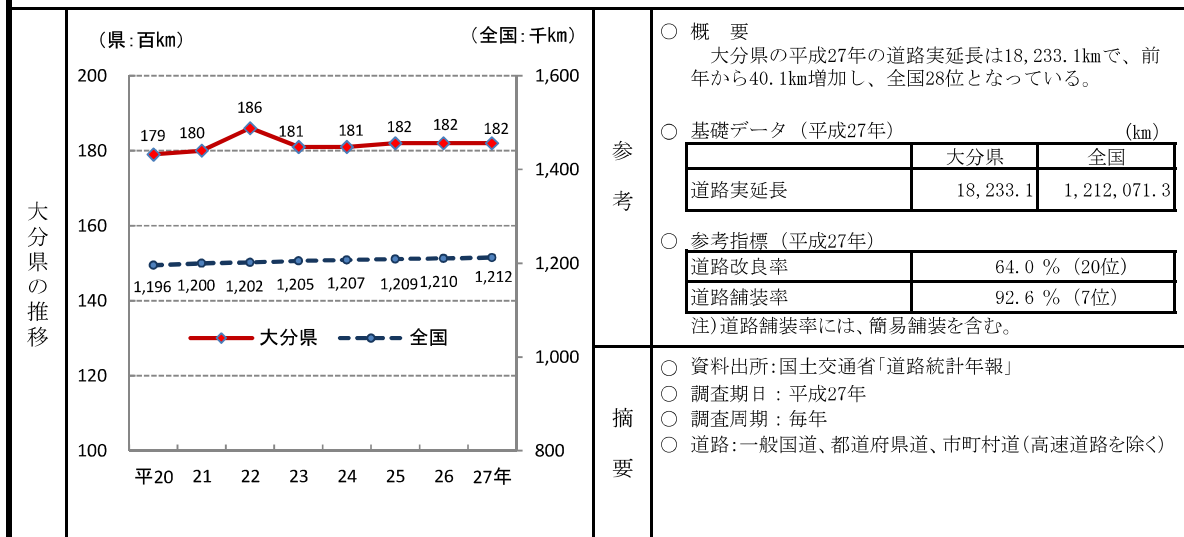 大分県の推移
(県:百km)
(全国:千km)
200
180
160
140
120
100
1,600
1,400
1,200
1,000
800
179
180
186
181
181
182
182
182
1,196
1,200
1,202
1,205
1,207
1,209
1,210
1,212
大分県 全国
平20 21 22 23 24 25 26 27年
参考
○ 概 要
大分県の平成27年の道路実延長は18,233.1kmで、前
年から40.1km増加し、全国28位となっている。
○ 基礎データ (平成27年) (km)
大分県 全国
道路実延長 18,233.1 1,212,071.3
○ 参考指標 (平成27年)
道路改良率 64.0 % (20位)
道路舗装率 92.6 % (7位)
注)道路舗装率には、簡易舗装を含む。
摘要
○ 資料出所:国土交通省「道路統計年報」
○ 調査期日:平成27年
○ 調査周期:毎年
○ 道路:一般国道、都道府県道、市町村道(高速道路を除く)